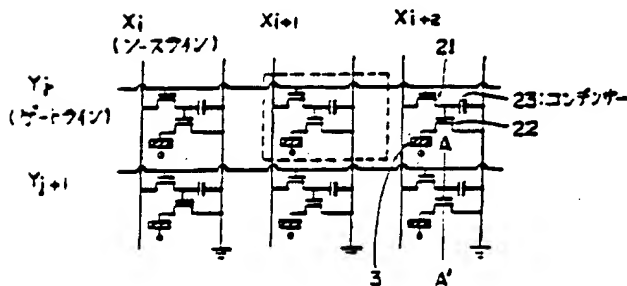 Xi Xi+1 Xi+2
(ソースライン)
21
Yj
23:コンデンサー
(ゲートライン)
22
A
Yj+1
3
A'